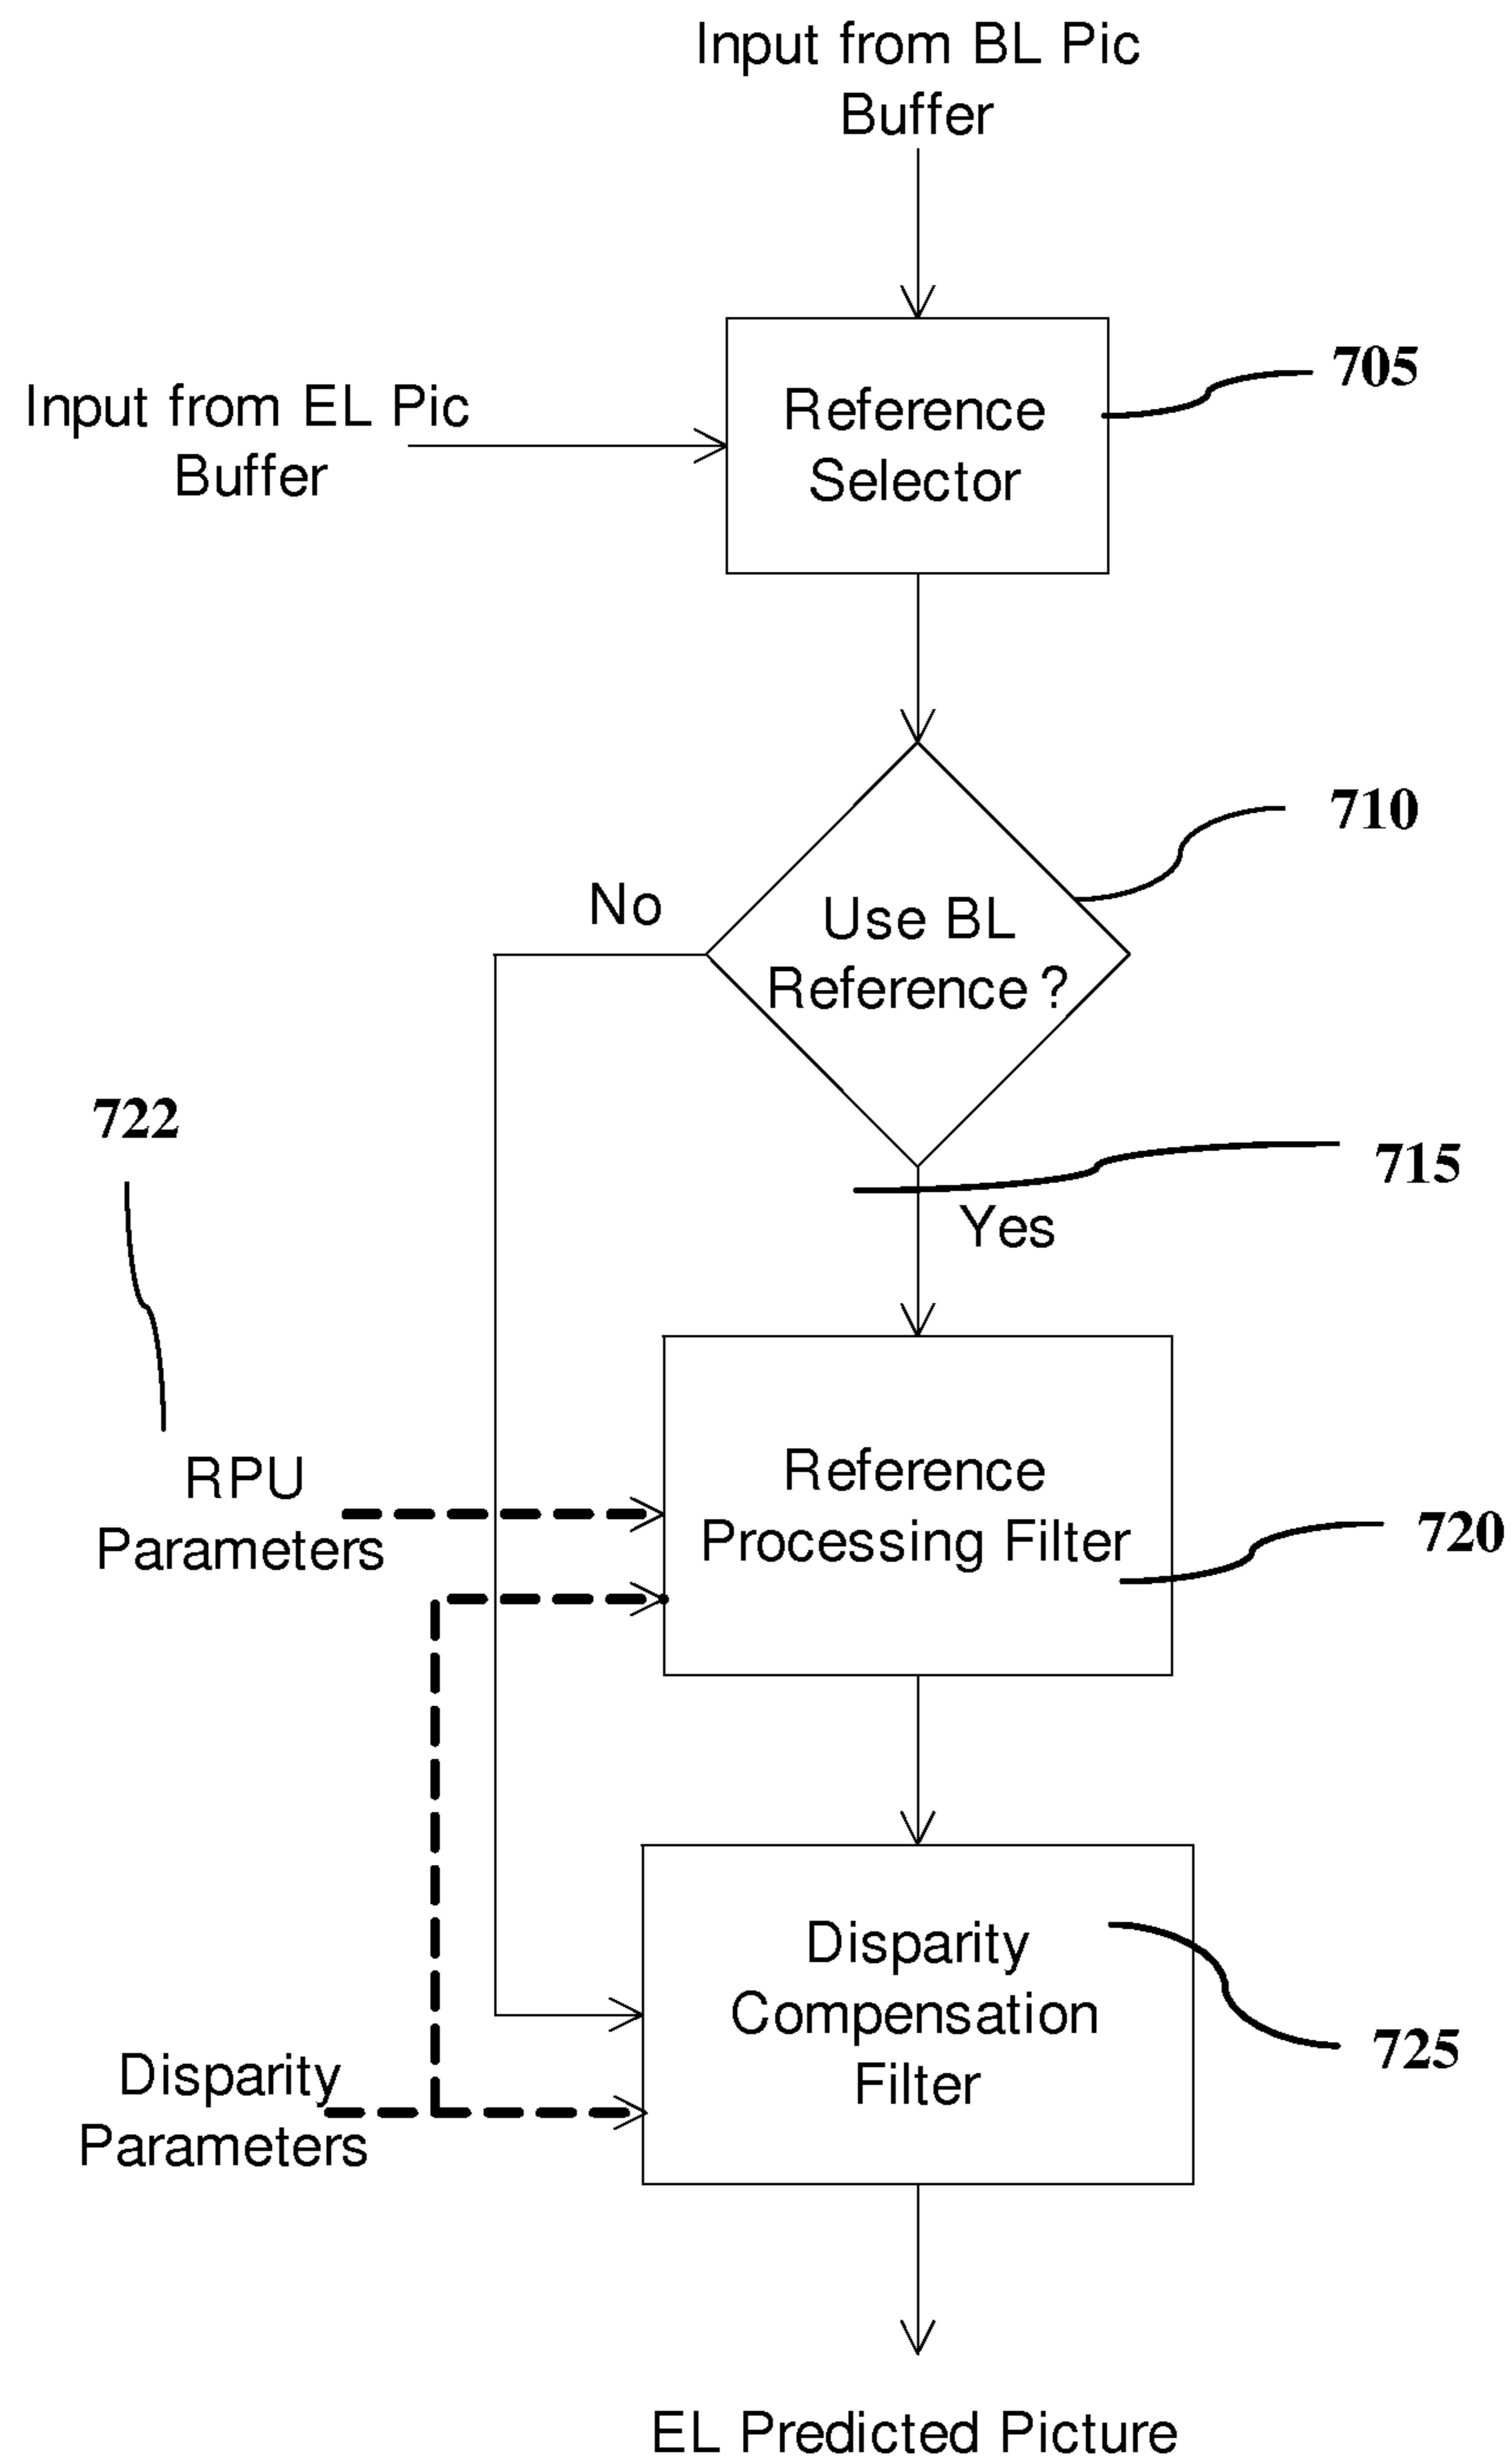 Input from BL Pic
Buffer
705
Input from EL Pic
Buffer
Reference
Selector
710
No
Use BL
Reference?
722
715
Yes
RPU
Parameters
Reference
Processing Filter
720
Disparity
Compensation
Filter
725
Disparity
Parameters
EL Predicted Picture